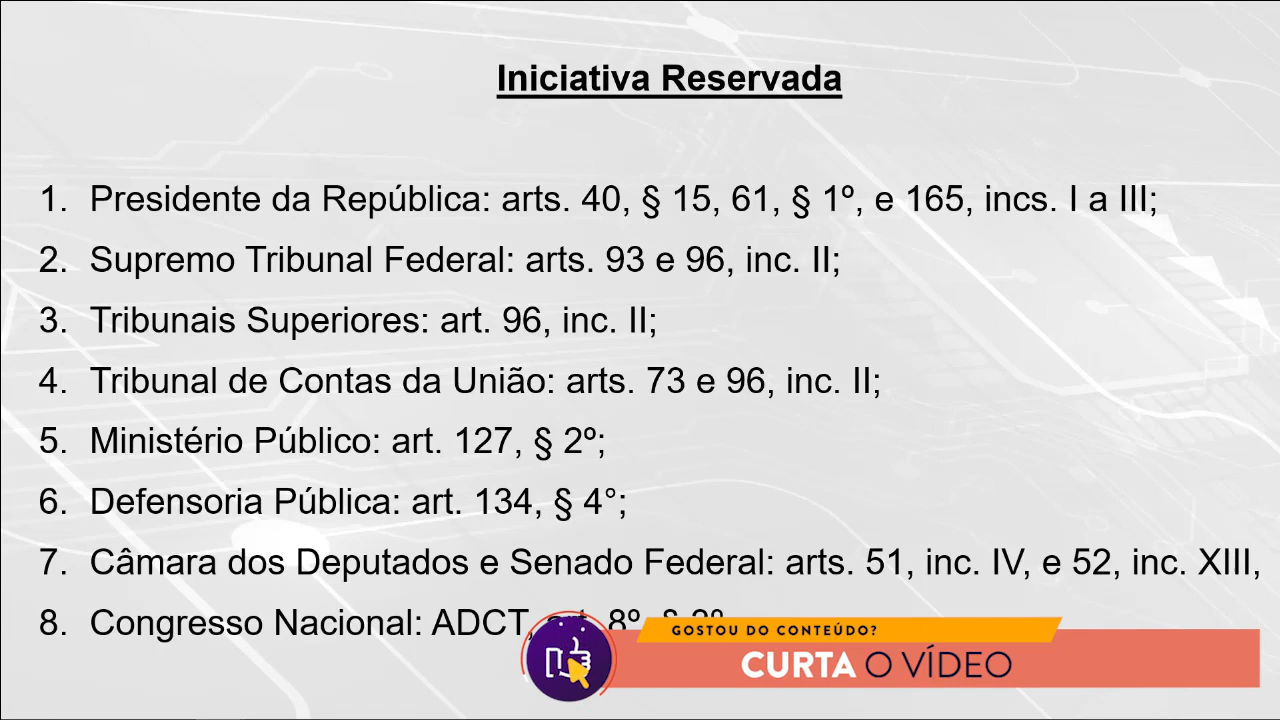 Iniciativa Reservada
1. Presidente da República: arts. 40, § 15, 61, § 1º, e 165, incs. I a III;
2. Supremo Tribunal Federal: arts. 93 e 96, inc. II;
3. Tribunais Superiores: art. 96, inc. II;
4. Tribunal de Contas da União: arts. 73 e 96, inc. II;
5. Ministério Público: art. 127, § 2º;
6. Defensoria Pública: art. 134, § 4°;
7. Câmara dos Deputados e Senado Federal: arts. 51, inc. IV, e 52, inc. XIII,
8. Congresso Nacional: ADCT, art. 8º, §
GOSTOU DO CONTEÚDO?
CURTA O VÍDEO